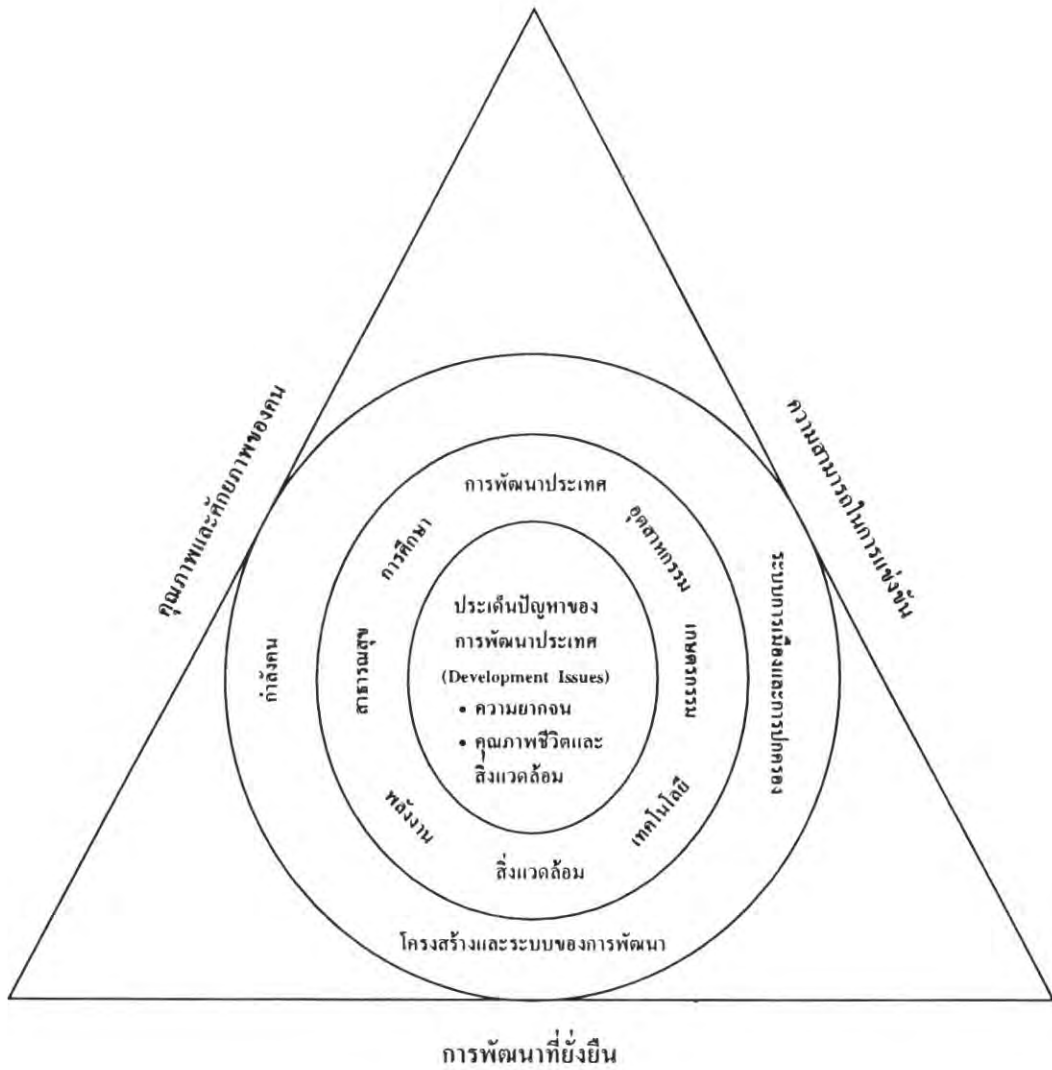 คุณภาพและศักยภาพของคน
ความสามารถในการแข่งขัน
การพัฒนาประเทศ
การศึกษา
อุตสาหกรรม
สาธารณสุข
เกษตรกรรม
พลังงาน
เทคโนโลยี
สิ่งแวดล้อม
กำลังคน
ระบบการเมืองและการปกครอง
โครงสร้างและระบบของการพัฒนา
ประเด็นปัญหาของ
การพัฒนาประเทศ
(Development Issues)
• ความยากจน
• คุณภาพชีวิตและ
สิ่งแวดล้อม
การพัฒนาที่ยั่งยืน